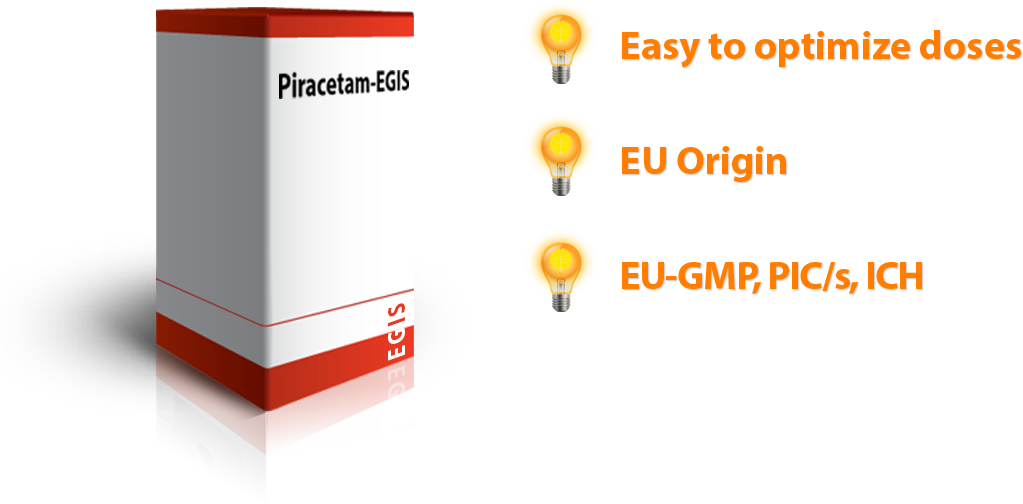 Piracetam-EGIS
EGIS
Easy to optimize doses
EU Origin
EU-GMP, PIC/s, ICH